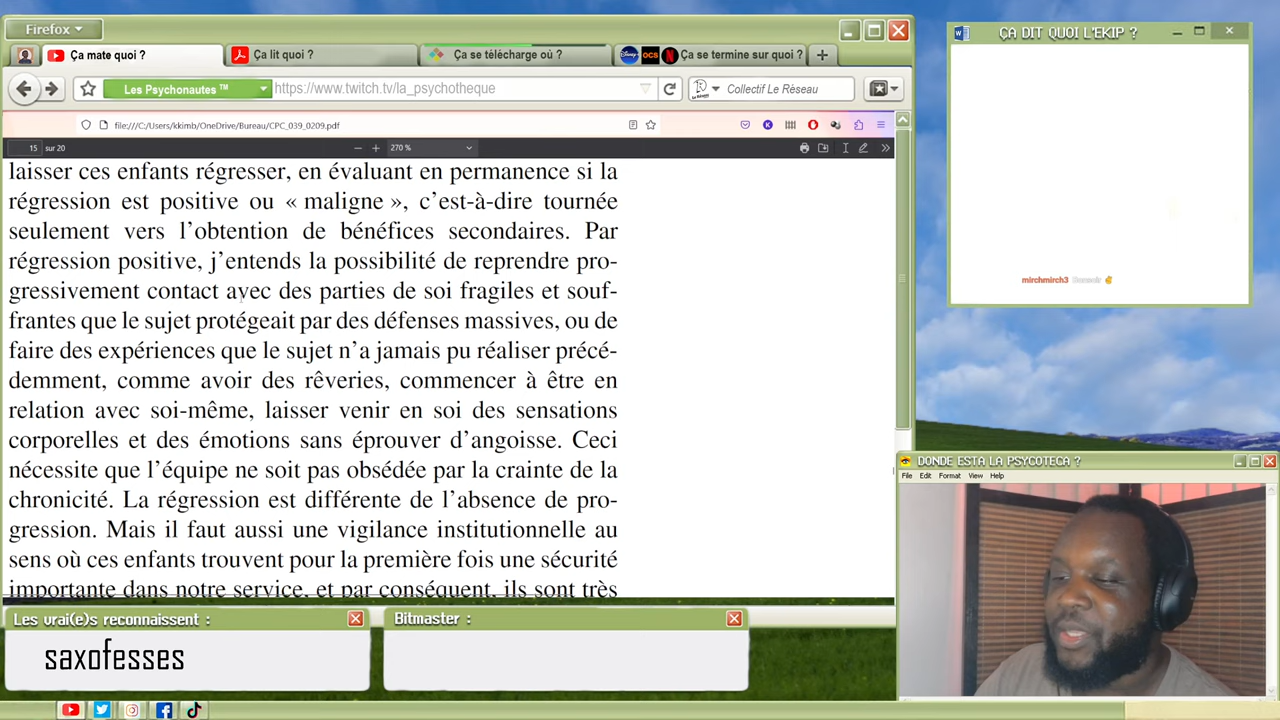 Firefox
Ça mate quoi ?
Ça lit quoi ?
Ça se télécharge où ?
Disney+
OCS
Ça se termine sur quoi ?
Les Psychonautes ™
https://www.twitch.tv/la_psychotheque
Collectif Le Réseau
file:///C:/Users/kkimb/OneDrive/Bureau/CPC_039_0209.pdf
15 sur 20
270 %
laisser ces enfants régresser, en évaluant en permanence si la
régression est positive ou « maligne », c’est-à-dire tournée
seulement vers l’obtention de bénéfices secondaires. Par
régression positive, j’entends la possibilité de reprendre pro-
gressivement contact avec des parties de soi fragiles et souf-
frantes que le sujet protégeait par des défenses massives, ou de
faire des expériences que le sujet n’a jamais pu réaliser précé-
demment, comme avoir des rêveries, commencer à être en
relation avec soi-même, laisser venir en soi des sensations
corporelles et des émotions sans éprouver d’angoisse. Ceci
nécessite que l’équipe ne soit pas obsédée par la crainte de la
chronicité. La régression est différente de l’absence de pro-
gression. Mais il faut aussi une vigilance institutionnelle au
sens où ces enfants trouvent pour la première fois une sécurité
importante dans notre service, et par conséquent, ils sont très
ÇA DIT QUOI L'EKIP ?
mirchmirch3
DONDE ESTA LA PSYCOTECA ?
File Edit Format View Help
Les vrai(e)s reconnaissent :
saxofesses
Bitmaster :